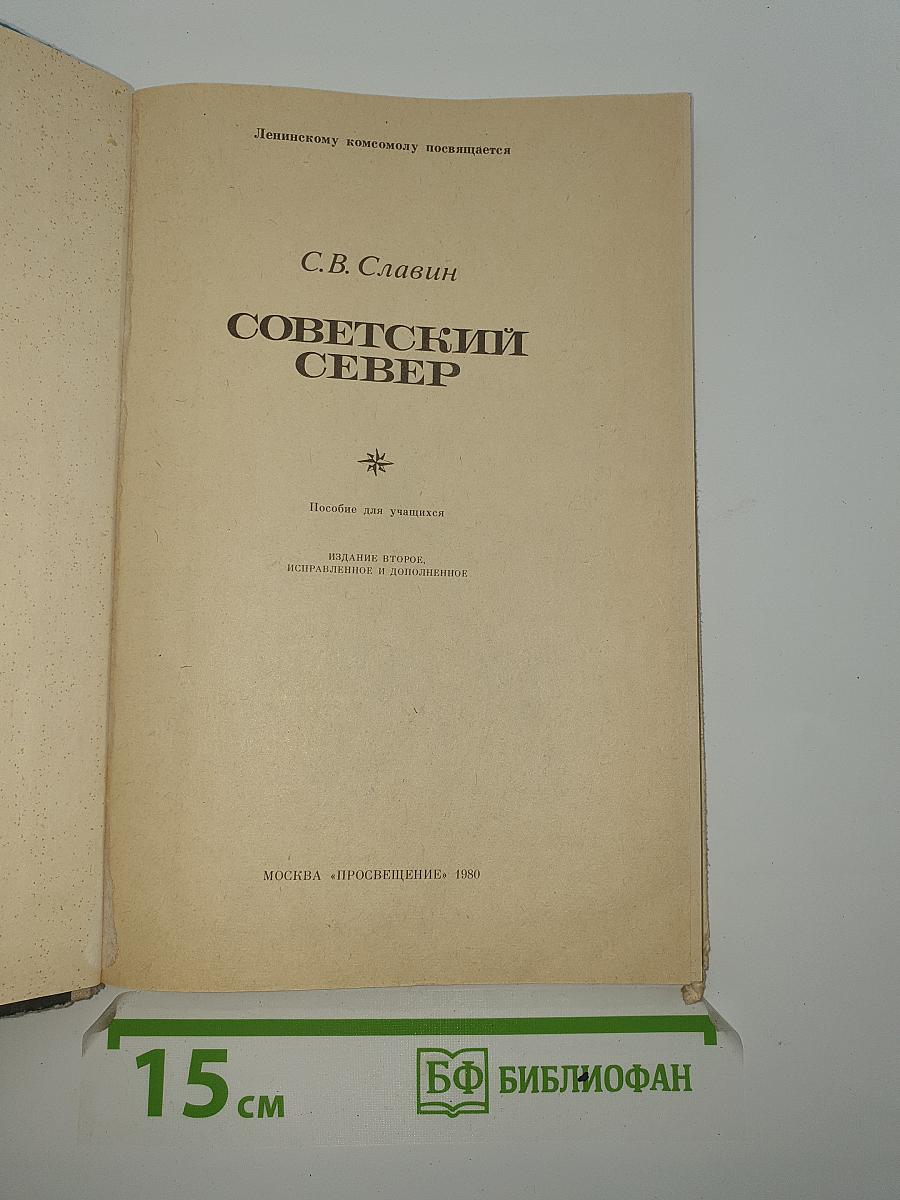 Ленинскому комсомолу посвящается
С. В. Славин
СОВЕТСКИЙ
СЕВЕР
Пособие для учащихся
ИЗДАНИЕ ВТОРОЕ,
ИСПРАВЛЕННОЕ И ДОПОЛНЕННОЕ
МОСКВА «ПРОСВЕЩЕНИЕ» 1980
15 см
БФ БИБЛИОФАН